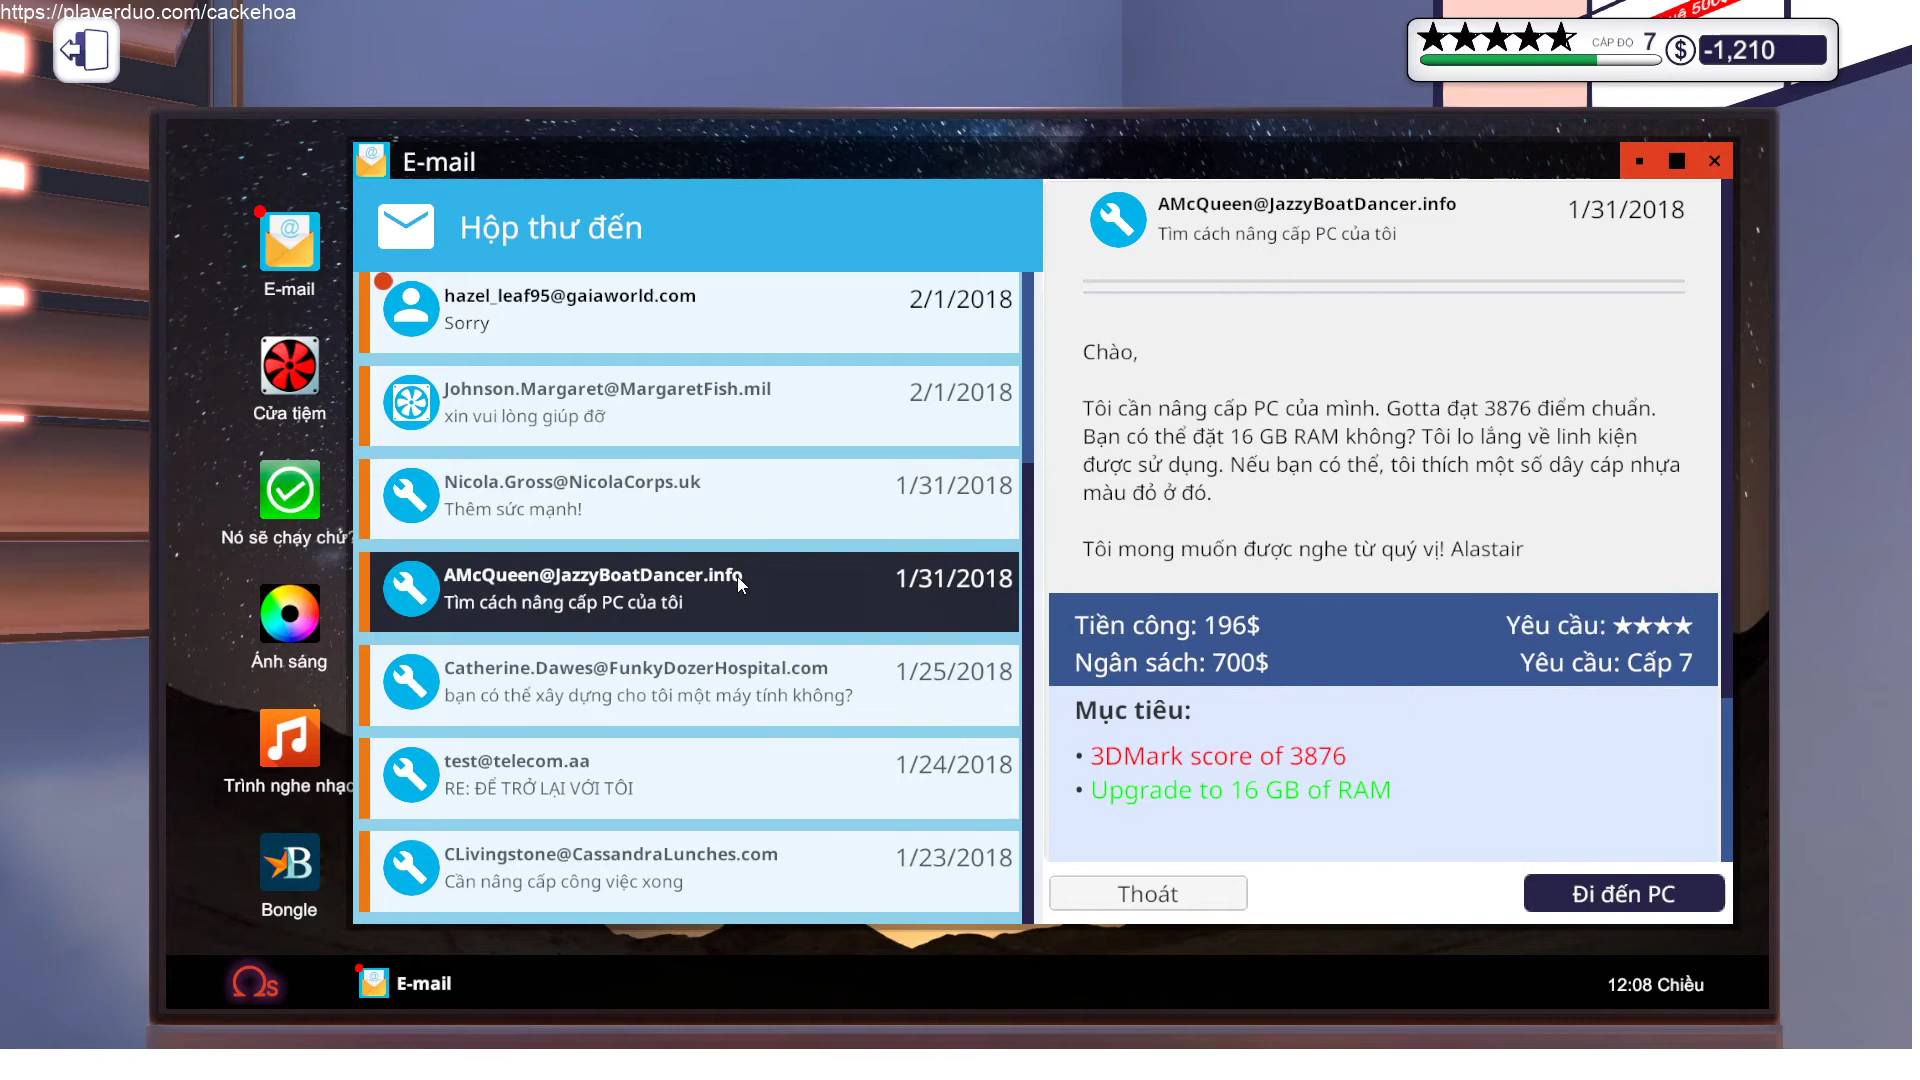 https://playerduo.com/cackehoa
500
CẤP ĐỘ 7
-1,210
E-mail
Hộp thư đến
hazel_leaf95@gaiaworld.com 2/1/2018
Sorry
Johnson.Margaret@MargaretFish.mil 2/1/2018
xin vui lòng giúp đỡ
Nicola.Gross@NicolaCorps.uk 1/31/2018
Thêm sức mạnh!
AMcQueen@JazzyBoatDancer.info 1/31/2018
Tìm cách nâng cấp PC của tôi
Catherine.Dawes@FunkyDozerHospital.com 1/25/2018
bạn có thể xây dựng cho tôi một máy tính không?
test@telecom.aa 1/24/2018
RE: ĐỂ TRỞ LẠI VỚI TÔI
CLivingstone@CassandraLunches.com 1/23/2018
Cần nâng cấp công việc xong
AMcQueen@JazzyBoatDancer.info 1/31/2018
Tìm cách nâng cấp PC của tôi
Chào,
Tôi cần nâng cấp PC của mình. Gotta đạt 3876 điểm chuẩn.
Bạn có thể đặt 16 GB RAM không? Tôi lo lắng về linh kiện
được sử dụng. Nếu bạn có thể, tôi thích một số dây cáp nhựa
màu đỏ ở đó.
Tôi mong muốn được nghe từ quý vị! Alastair
Tiền công: 196$ Yêu cầu: ★★★★
Ngân sách: 700$ Yêu cầu: Cấp 7
Mục tiêu:
• 3DMark score of 3876
• Upgrade to 16 GB of RAM
Thoát
Đi đến PC
E-mail
Cửa tiệm
Nó sẽ chạy chứ?
Ánh sáng
Trình nghe nhạc
Bongle
Ωs
E-mail
12:08 Chiều